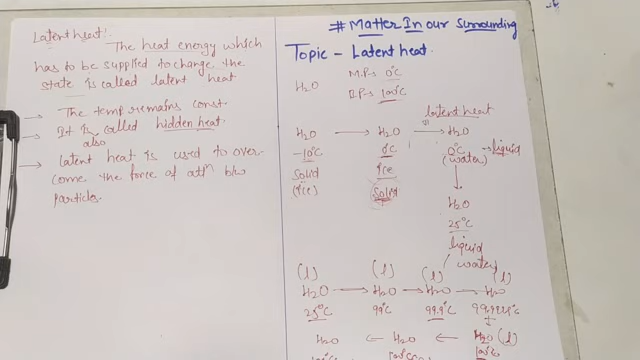 Latent heat:
The heat energy which
has to be supplied to change the
state is called latent heat
→ The temp remains const.
→ It is called hidden heat.
also
→ Latent heat is used to over-
come the force of attⁿ b/w
particles.
# Matter In our Surrounding
Topic - Latent heat.
H₂O M.P → 0°C
B.P → 100°C
latent heat
H₂O → H₂O → H₂O
-10°C 0°C 0°C → liquid
Solid Ice (water)
(Ice) Solid
H₂O
25°C
liquid
water
(l) (l) (l) (l)
H₂O → H₂O → H₂O → H₂O
25°C 99°C 99.9°C
H₂O ← H₂O ← H₂O (l)